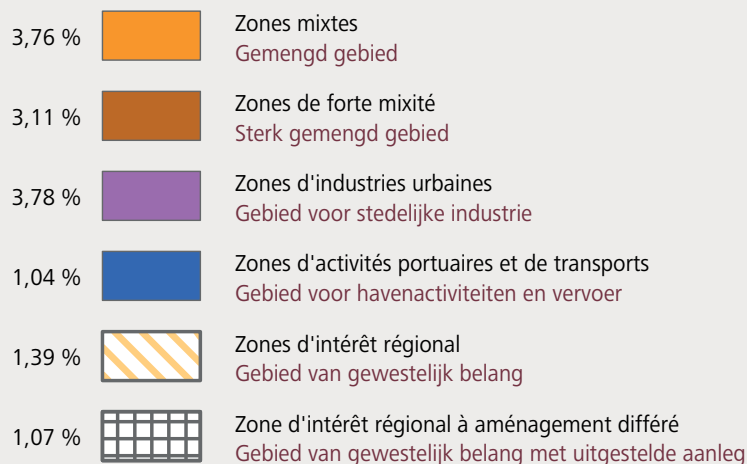 3,76 %
Zones mixtes
Gemengd gebied
3,11 %
Zones de forte mixité
Sterk gemengd gebied
3,78 %
Zones d'industries urbaines
Gebied voor stedelijke industrie
1,04 %
Zones d'activités portuaires et de transports
Gebied voor havenactiviteiten en vervoer
1,39 %
Zones d'intérêt régional
Gebied van gewestelijk belang
1,07 %
Zone d'intérêt régional à aménagement différé
Gebied van gewestelijk belang met uitgestelde aanleg